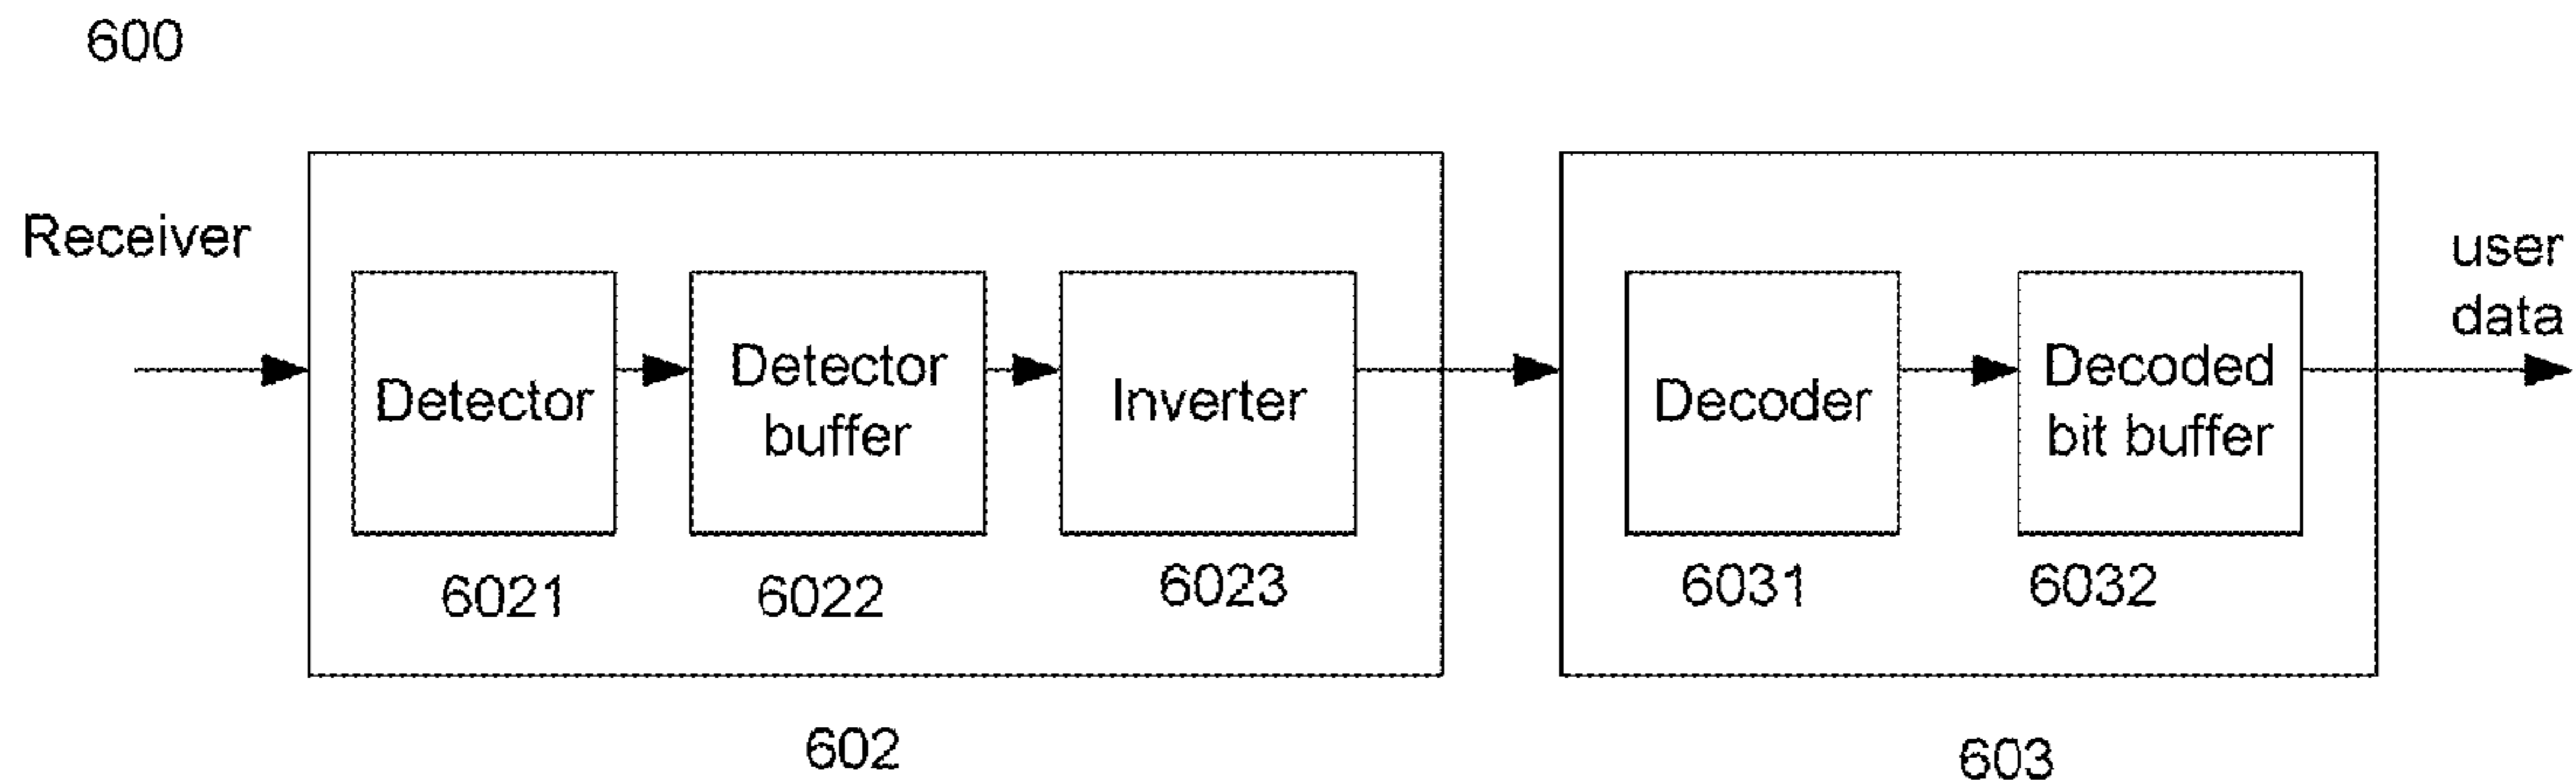 600
Receiver
Detector
Detector
buffer
Inverter
Decoder
Decoded
bit buffer
user
data
6021
6022
6023
6031
6032
602
603